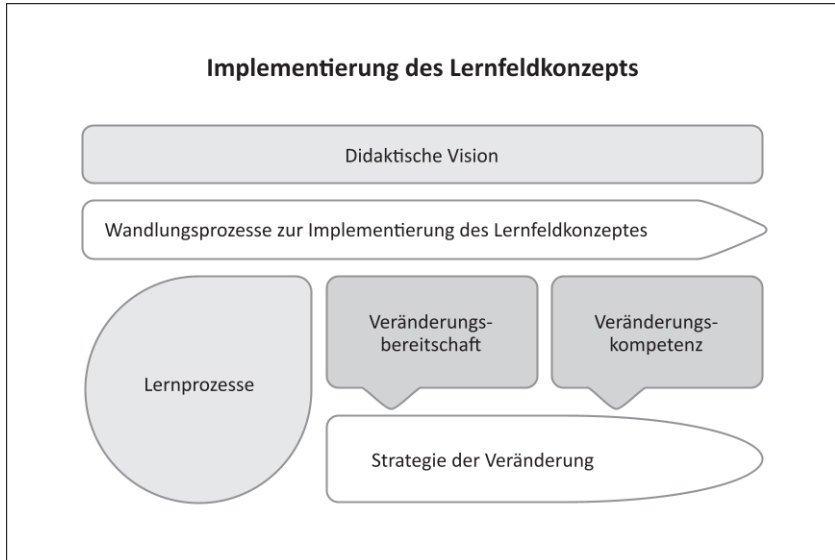 Implementierung des Lernfeldkonzepts
Didaktische Vision
Wandlungsprozesse zur Implementierung des Lernfeldkonzeptes
Lernprozesse
Veränderungs-
bereitschaft
Veränderungs-
kompetenz
Strategie der Veränderung